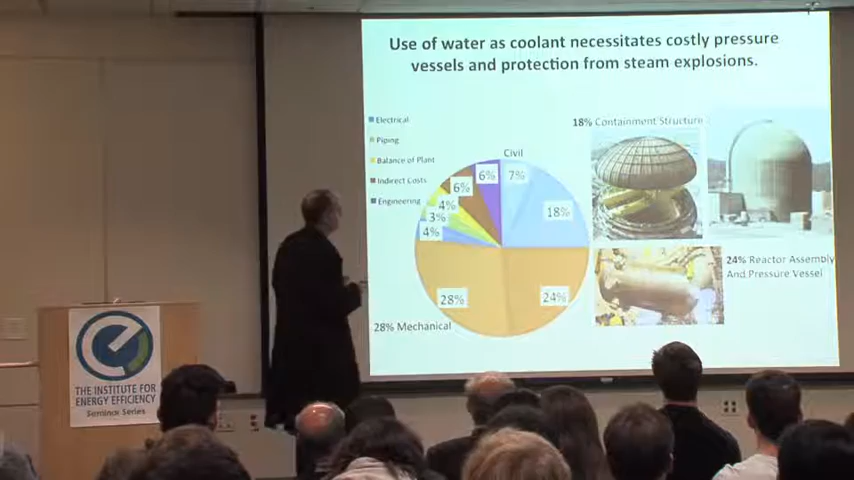 Use of water as coolant necessitates costly pressure
vessels and protection from steam explosions.
Electrical
Piping
Balance of Plant
Indirect Costs
Engineering
Civil
7%
18%
24%
28%
4%
3%
4%
6%
6%
28% Mechanical
18% Containment Structure
24% Reactor Assembly
And Pressure Vessel
THE INSTITUTE FOR
ENERGY EFFICIENCY
Seminar Series